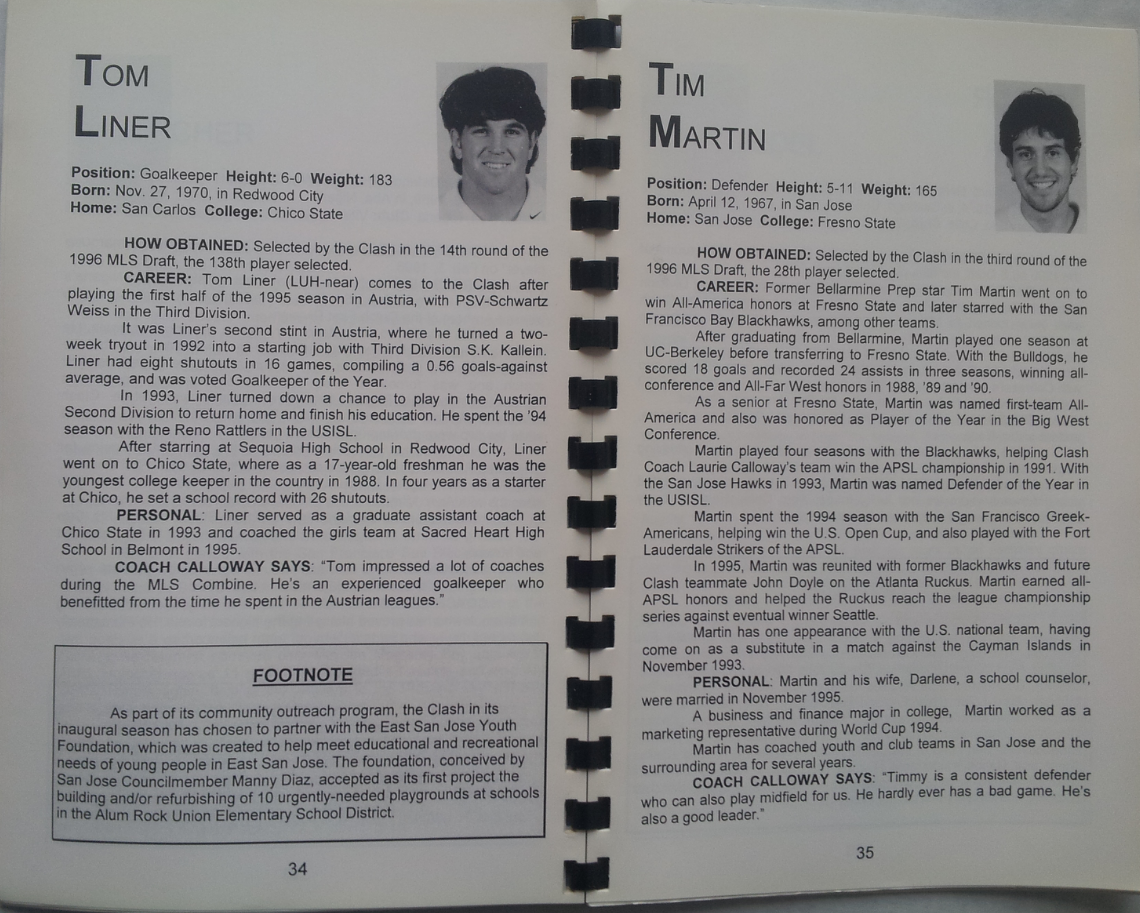 TOM
LINER
Position: Goalkeeper Height: 6-0 Weight: 183
Born: Nov. 27, 1970, in Redwood City
Home: San Carlos College: Chico State
HOW OBTAINED: Selected by the Clash in the 14th round of the
1996 MLS Draft, the 138th player selected.
CAREER: Tom Liner (LUH-near) comes to the Clash after
playing the first half of the 1995 season in Austria, with PSV-Schwartz
Weiss in the Third Division.
It was Liner's second stint in Austria, where he turned a two-
week tryout in 1992 into a starting job with Third Division S.K. Kallein.
Liner had eight shutouts in 16 games, compiling a 0.56 goals-against
average, and was voted Goalkeeper of the Year.
In 1993, Liner turned down a chance to play in the Austrian
Second Division to return home and finish his education. He spent the '94
season with the Reno Rattlers in the USISL.
After starring at Sequoia High School in Redwood City, Liner
went on to Chico State, where as a 17-year-old freshman he was the
youngest college keeper in the country in 1988. In four years as a starter
at Chico, he set a school record with 26 shutouts.
PERSONAL: Liner served as a graduate assistant coach at
Chico State in 1993 and coached the girls team at Sacred Heart High
School in Belmont in 1995.
COACH CALLOWAY SAYS: "Tom impressed a lot of coaches
during the MLS Combine. He's an experienced goalkeeper who
benefitted from the time he spent in the Austrian leagues."
FOOTNOTE
As part of its community outreach program, the Clash in its
inaugural season has chosen to partner with the East San Jose Youth
Foundation, which was created to help meet educational and recreational
needs of young people in East San Jose. The foundation, conceived by
San Jose Councilmember Manny Diaz, accepted as its first project the
building and/or refurbishing of 10 urgently-needed playgrounds at schools
in the Alum Rock Union Elementary School District.
34
TIM
MARTIN
Position: Defender Height: 5-11 Weight: 165
Born: April 12, 1967, in San Jose
Home: San Jose College: Fresno State
HOW OBTAINED: Selected by the Clash in the third round of the
1996 MLS Draft, the 28th player selected.
CAREER: Former Bellarmine Prep star Tim Martin went on to
win All-America honors at Fresno State and later starred with the San
Francisco Bay Blackhawks, among other teams.
After graduating from Bellarmine, Martin played one season at
UC-Berkeley before transferring to Fresno State. With the Bulldogs, he
scored 18 goals and recorded 24 assists in three seasons, winning all-
conference and All-Far West honors in 1988, '89 and '90.
As a senior at Fresno State, Martin was named first-team All-
America and also was honored as Player of the Year in the Big West
Conference.
Martin played four seasons with the Blackhawks, helping Clash
Coach Laurie Calloway's team win the APSL championship in 1991. With
the San Jose Hawks in 1993, Martin was named Defender of the Year in
the USISL.
Martin spent the 1994 season with the San Francisco Greek-
Americans, helping win the U.S. Open Cup, and also played with the Fort
Lauderdale Strikers of the APSL.
In 1995, Martin was reunited with former Blackhawks and future
Clash teammate John Doyle on the Atlanta Ruckus. Martin earned all-
APSL honors and helped the Ruckus reach the league championship
series against eventual winner Seattle.
Martin has one appearance with the U.S. national team, having
come on as a substitute in a match against the Cayman Islands in
November 1993.
PERSONAL: Martin and his wife, Darlene, a school counselor,
were married in November 1995.
A business and finance major in college, Martin worked as a
marketing representative during World Cup 1994.
Martin has coached youth and club teams in San Jose and the
surrounding area for several years.
COACH CALLOWAY SAYS: "Timmy is a consistent defender
who can also play midfield for us. He hardly ever has a bad game. He's
also a good leader."
35